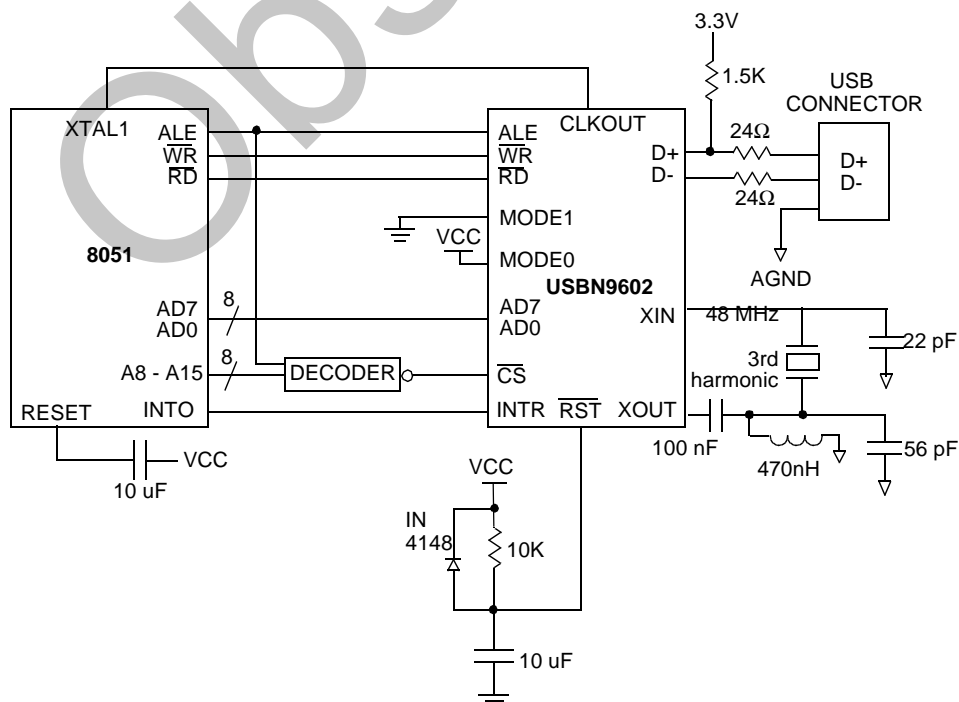 Obs
3.3V
1.5K
USB
CONNECTOR
XTAL1
ALE
WR
RD
8051
AD7
AD0
8
A8 - A15
8
RESET
INTO
10 uF
VCC
DECODER
CLKOUT
ALE
WR
RD
MODE1
VCC
MODE0
USBN9602
AD7
AD0
CS
INTR
RST
XOUT
XIN
D+
D-
24Ω
24Ω
D+
D-
AGND
48 MHz
3rd
harmonic
22 pF
100 nF
470nH
56 pF
VCC
IN
4148
10K
10 uF